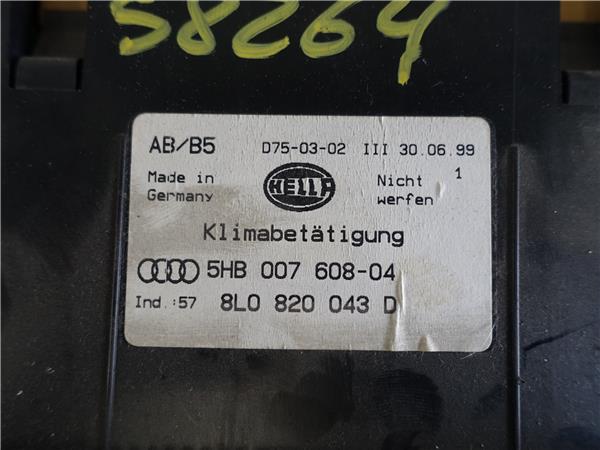 58264
AB/B5 D75-03-02 III 30.06.99
Made in Germany
HELLA
Nicht werfen 1
Klimabetätigung
5HB 007 608-04
Ind.:57 8L0 820 043 D